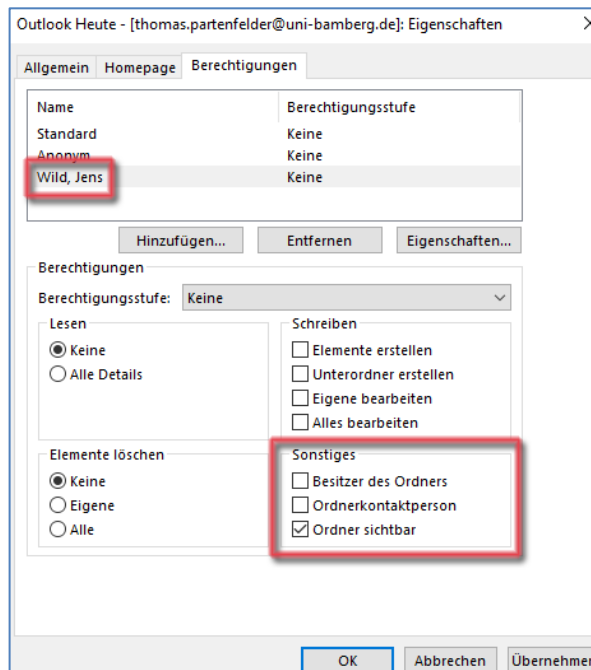 Outlook Heute - [thomas.partenfelder@uni-bamberg.de]: Eigenschaften
Allgemein Homepage Berechtigungen
Name Berechtigungsstufe
Standard Keine
Anonym Keine
Wild, Jens Keine
Hinzufügen... Entfernen Eigenschaften...
Berechtigungen
Berechtigungsstufe: Keine
Lesen
Keine
Alle Details
Schreiben
Elemente erstellen
Unterordner erstellen
Eigene bearbeiten
Alles bearbeiten
Elemente löschen
Keine
Eigene
Alle
Sonstiges
Besitzer des Ordners
Ordnerkontaktperson
Ordner sichtbar
OK Abbrechen Übernehmen